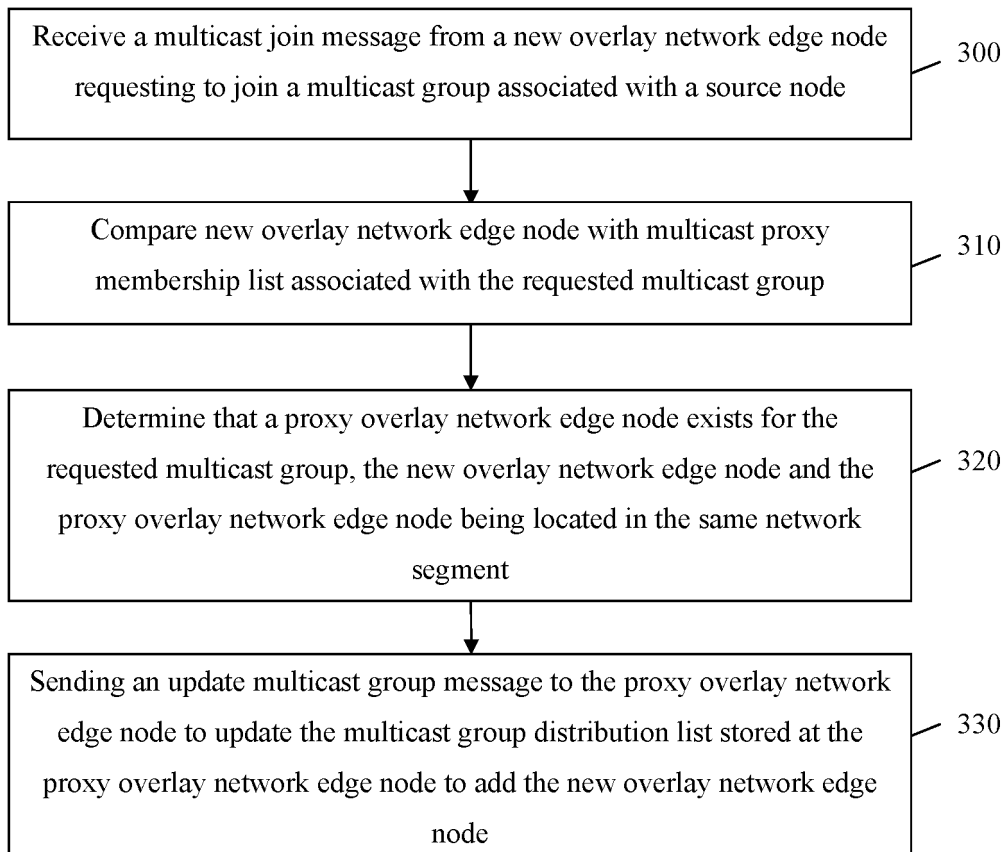 Receive a multicast join message from a new overlay network edge node
requesting to join a multicast group associated with a source node
300
Compare new overlay network edge node with multicast proxy
membership list associated with the requested multicast group
310
Determine that a proxy overlay network edge node exists for the
requested multicast group, the new overlay network edge node and the
proxy overlay network edge node being located in the same network
segment
320
Sending an update multicast group message to the proxy overlay network
edge node to update the multicast group distribution list stored at the
proxy overlay network edge node to add the new overlay network edge
node
330